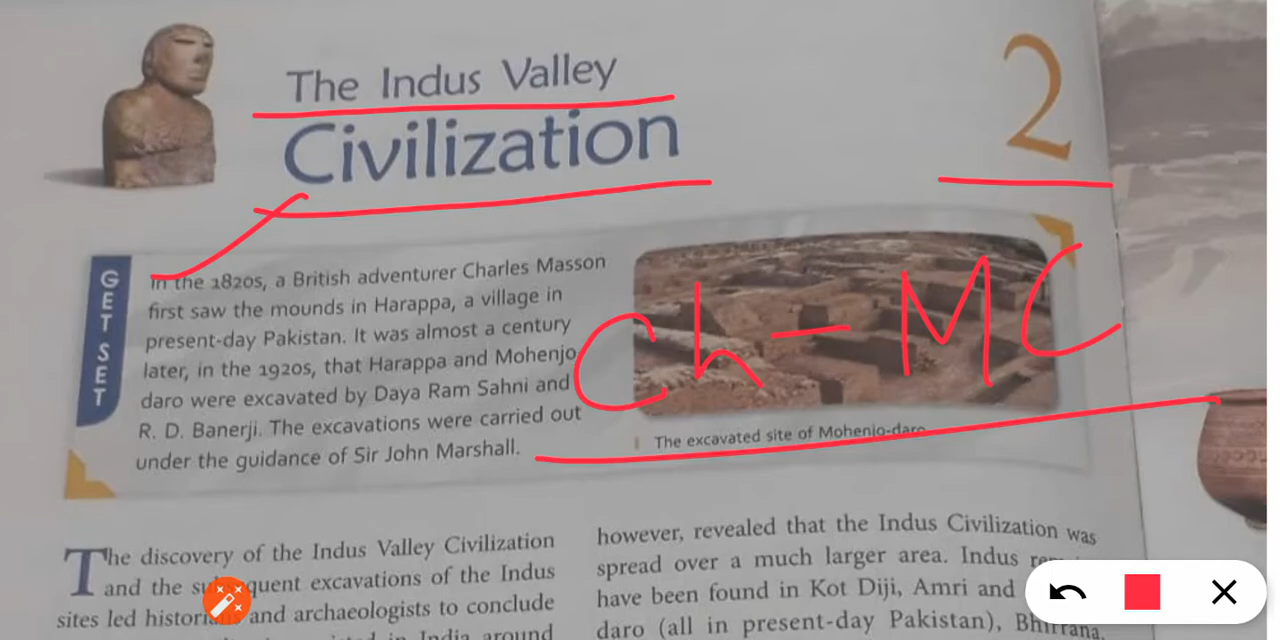 The Indus Valley
Civilization
2
GET SET
In the 1820s, a British adventurer Charles Masson
first saw the mounds in Harappa, a village in
present-day Pakistan. It was almost a century
later, in the 1920s, that Harappa and Mohenjo
daro were excavated by Daya Ram Sahni and
R. D. Banerji. The excavations were carried out
under the guidance of Sir John Marshall.
Ch - MC
The excavated site of Mohenjo-daro
The discovery of the Indus Valley Civilization
and the subsequent excavations of the Indus
sites led historians and archaeologists to conclude
in India around
however, revealed that the Indus Civilization was
spread over a much larger area. Indus
have been found in Kot Diji, Amri and
daro (all in present-day Pakistan), Bhirrana,